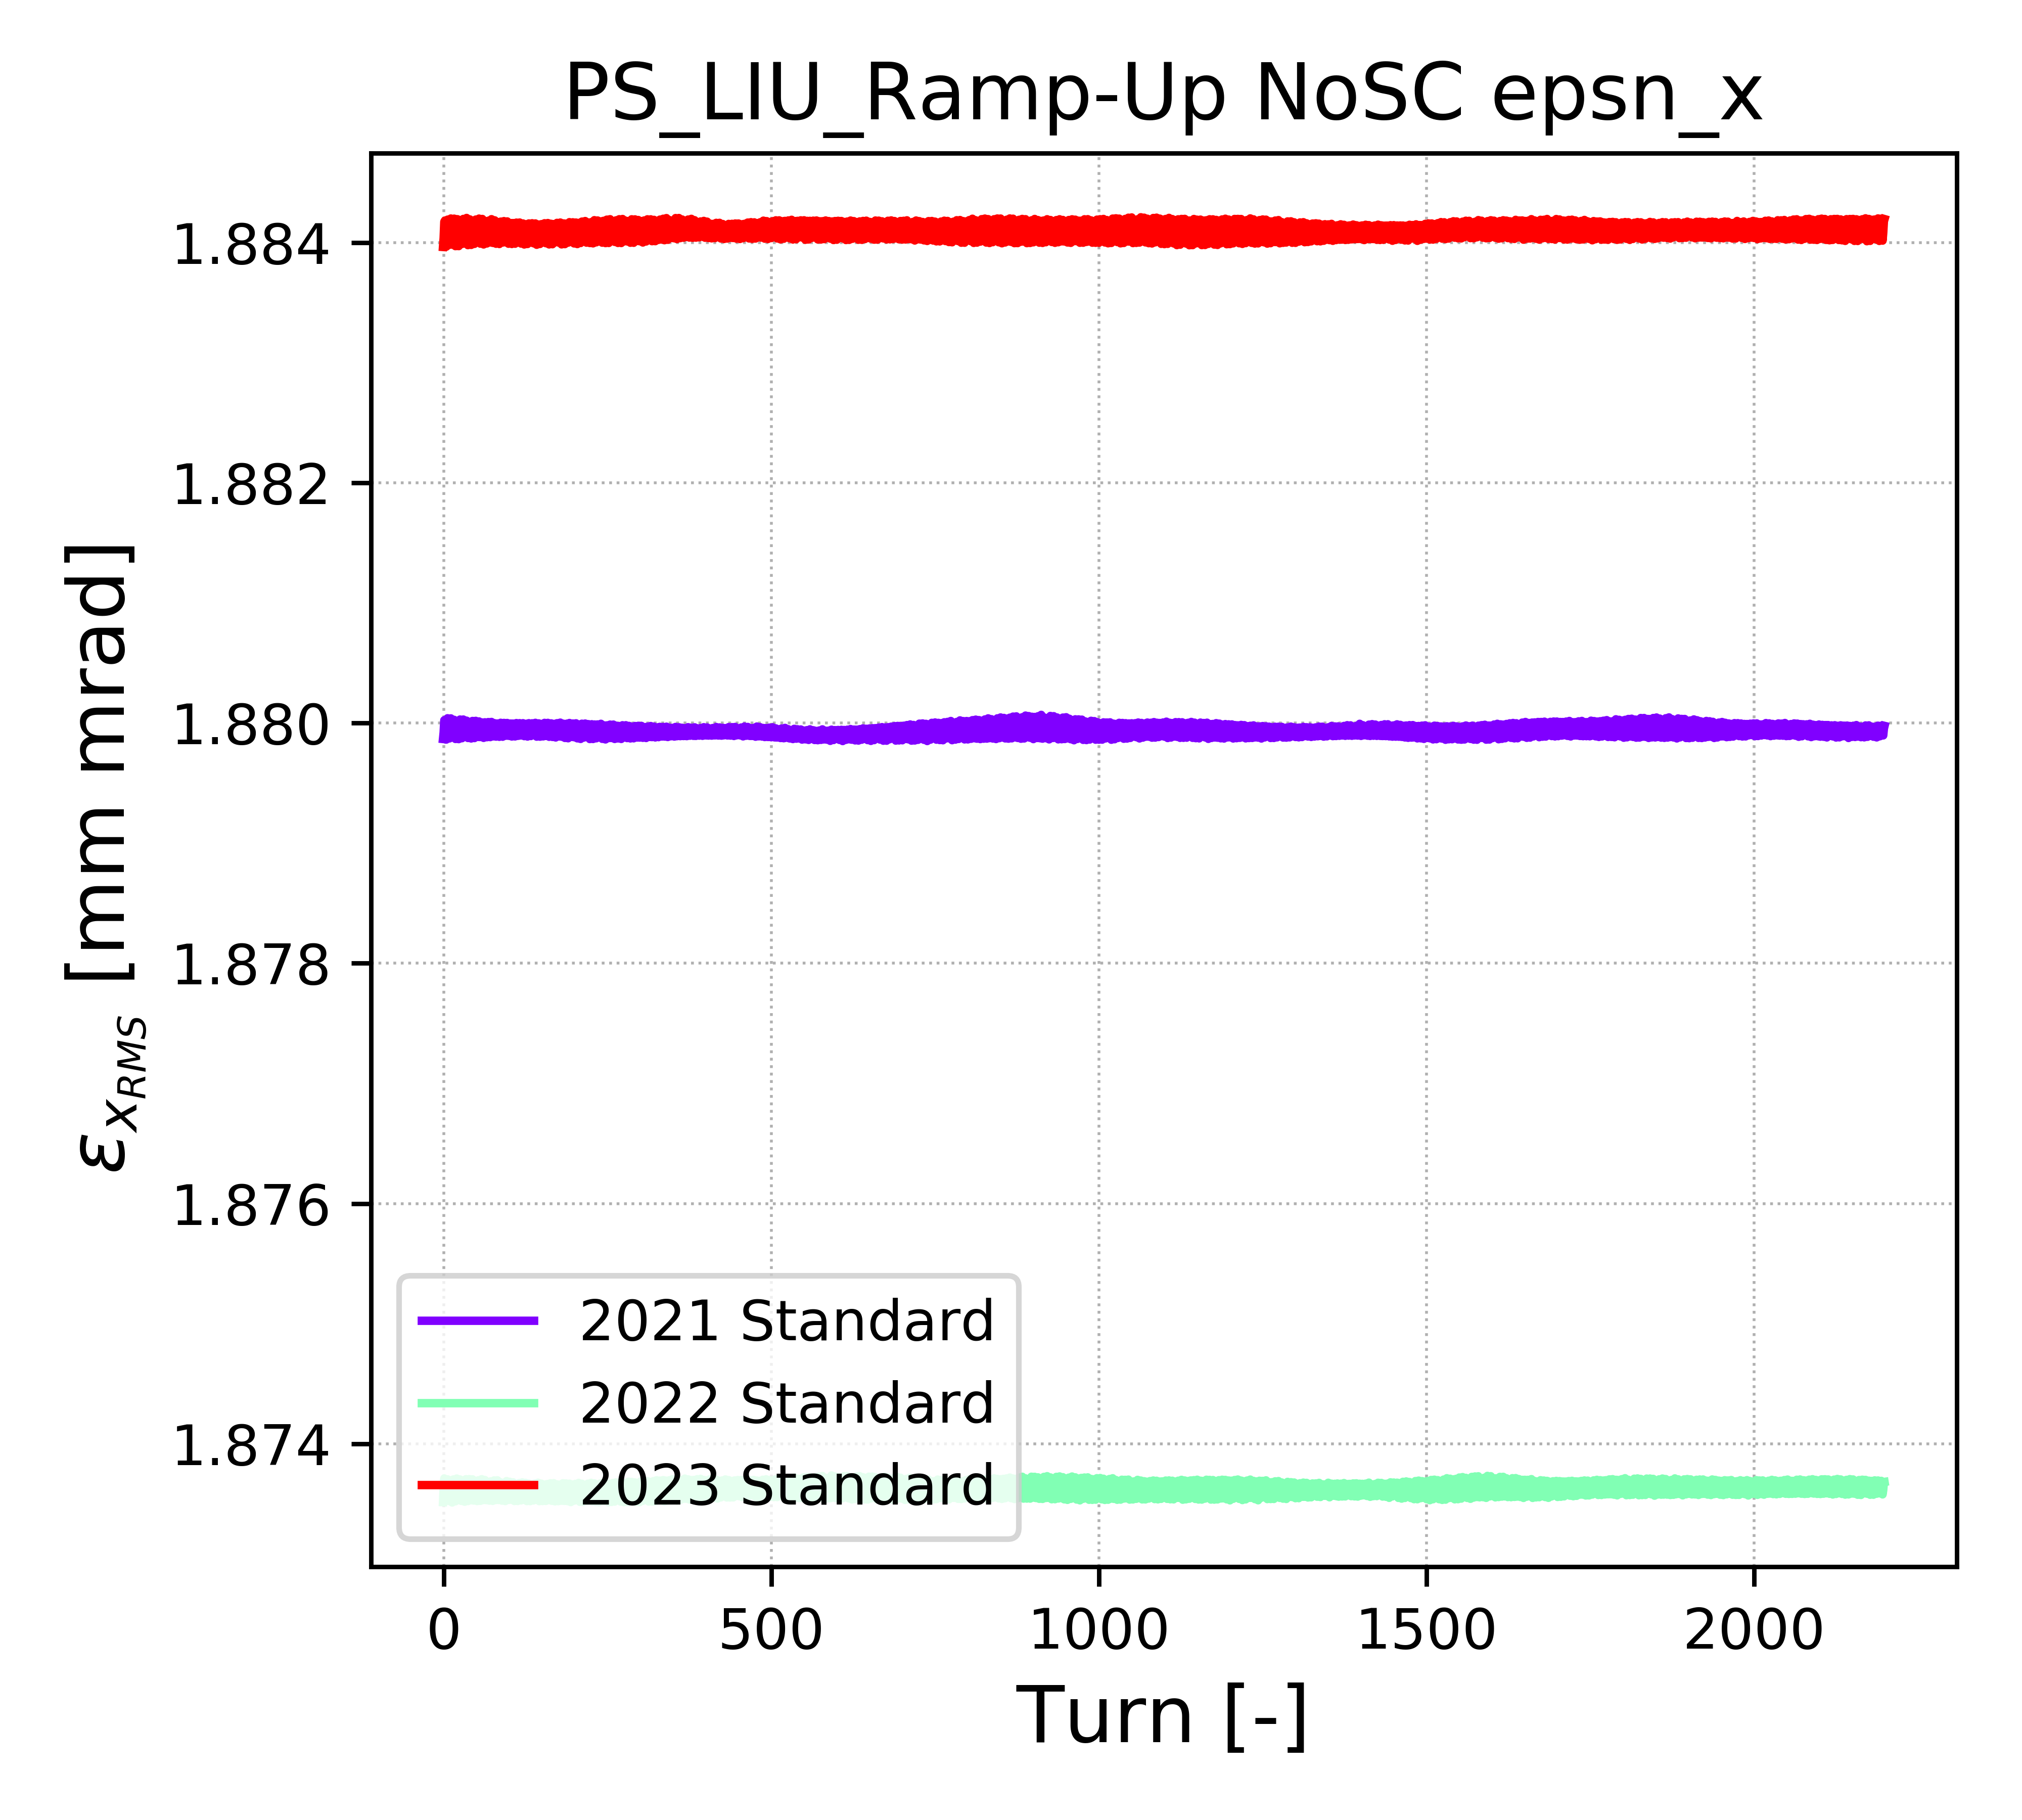 PS_LIU_Ramp-Up NoSC epsn_x
1.884
1.882
1.880
1.878
1.876
1.874
ε_{x_{RMS}} [mm mrad]
2021 Standard
2022 Standard
2023 Standard
0 500 1000 1500 2000
Turn [-]